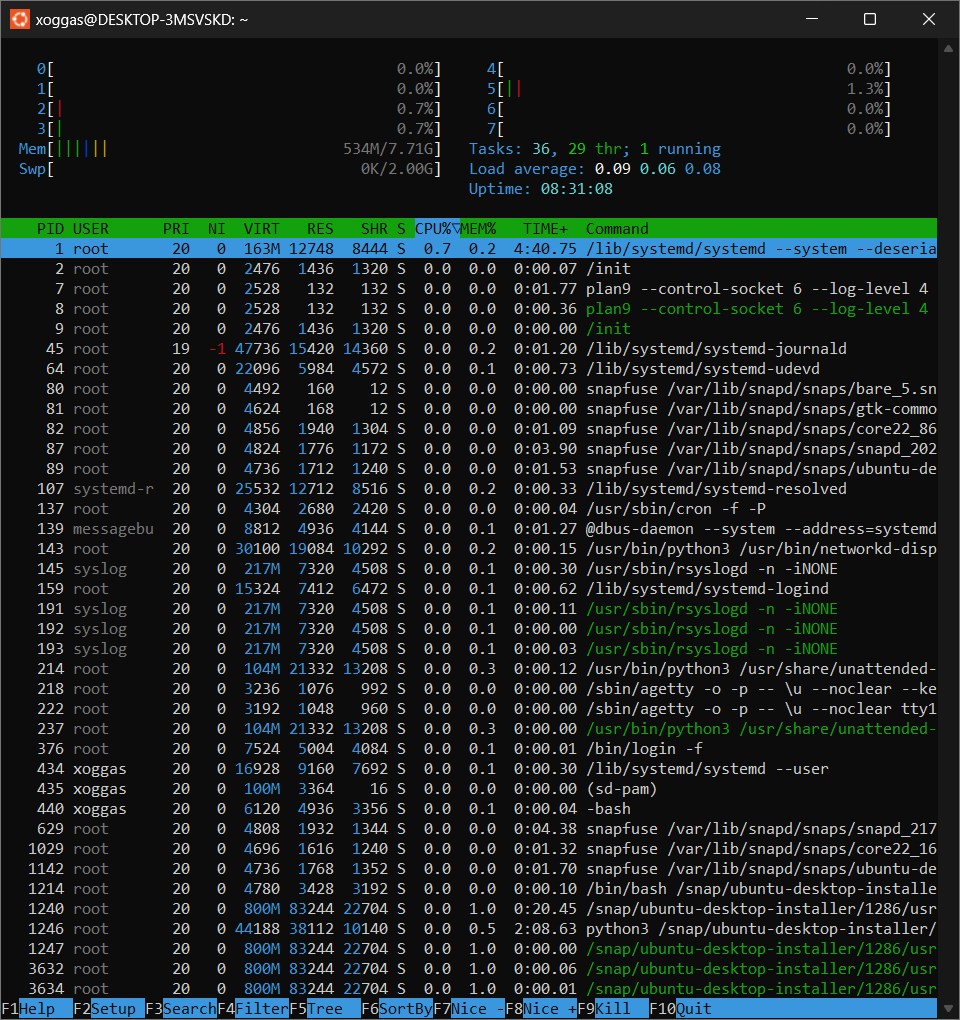 xoggas@DESKTOP-3MSVSKD: ~
0[ 0.0%] 4[ 0.0%]
1[ 0.0%] 5[|| 1.3%]
2[| 0.7%] 6[ 0.0%]
3[| 0.7%] 7[ 0.0%]
Mem[|||||| 534M/7.71G] Tasks: 36, 29 thr; 1 running
Swp[ 0K/2.00G] Load average: 0.09 0.06 0.08
Uptime: 08:31:08
PID USER PRI NI VIRT RES SHR S CPU%▽MEM% TIME+ Command
1 root 20 0 163M 12748 8444 S 0.7 0.2 4:40.75 /lib/systemd/systemd --system --deseria
2 root 20 0 2476 1436 1320 S 0.0 0.0 0:00.07 /init
7 root 20 0 2528 132 132 S 0.0 0.0 0:01.77 plan9 --control-socket 6 --log-level 4
8 root 20 0 2528 132 132 S 0.0 0.0 0:00.36 plan9 --control-socket 6 --log-level 4
9 root 20 0 2476 1436 1320 S 0.0 0.0 0:00.00 /init
45 root 19 -1 47736 15420 14360 S 0.0 0.2 0:01.20 /lib/systemd/systemd-journald
64 root 20 0 22096 5984 4572 S 0.0 0.1 0:00.73 /lib/systemd/systemd-udevd
80 root 20 0 4492 160 12 S 0.0 0.0 0:00.00 snapfuse /var/lib/snapd/snaps/bare_5.sn
81 root 20 0 4624 168 12 S 0.0 0.0 0:00.00 snapfuse /var/lib/snapd/snaps/gtk-commo
82 root 20 0 4856 1940 1304 S 0.0 0.0 0:01.09 snapfuse /var/lib/snapd/snaps/core22_86
87 root 20 0 4824 1776 1172 S 0.0 0.0 0:03.90 snapfuse /var/lib/snapd/snaps/snapd_202
89 root 20 0 4736 1712 1240 S 0.0 0.0 0:01.53 snapfuse /var/lib/snapd/snaps/ubuntu-de
107 systemd-r 20 0 25532 12712 8516 S 0.0 0.2 0:00.33 /lib/systemd/systemd-resolved
137 root 20 0 4304 2680 2420 S 0.0 0.0 0:00.04 /usr/sbin/cron -f -P
139 messagebu 20 0 8812 4936 4144 S 0.0 0.1 0:01.27 @dbus-daemon --system --address=systemd
143 root 20 0 30100 19084 10292 S 0.0 0.2 0:00.15 /usr/bin/python3 /usr/bin/networkd-disp
145 syslog 20 0 217M 7320 4508 S 0.0 0.1 0:00.30 /usr/sbin/rsyslogd -n -iNONE
159 root 20 0 15324 7412 6472 S 0.0 0.1 0:00.62 /lib/systemd/systemd-logind
191 syslog 20 0 217M 7320 4508 S 0.0 0.1 0:00.11 /usr/sbin/rsyslogd -n -iNONE
192 syslog 20 0 217M 7320 4508 S 0.0 0.1 0:00.00 /usr/sbin/rsyslogd -n -iNONE
193 syslog 20 0 217M 7320 4508 S 0.0 0.1 0:00.03 /usr/sbin/rsyslogd -n -iNONE
214 root 20 0 104M 21332 13208 S 0.0 0.3 0:00.12 /usr/bin/python3 /usr/share/unattended-
218 root 20 0 3236 1076 992 S 0.0 0.0 0:00.00 /sbin/agetty -o -p -- \u --noclear --ke
222 root 20 0 3192 1048 960 S 0.0 0.0 0:00.00 /sbin/agetty -o -p -- \u --noclear tty1
237 root 20 0 104M 21332 13208 S 0.0 0.3 0:00.00 /usr/bin/python3 /usr/share/unattended-
376 root 20 0 7524 5004 4084 S 0.0 0.1 0:00.01 /bin/login -f
434 xoggas 20 0 16928 9160 7692 S 0.0 0.1 0:00.30 /lib/systemd/systemd --user
435 xoggas 20 0 100M 3364 16 S 0.0 0.0 0:00.00 (sd-pam)
440 xoggas 20 0 6120 4936 3356 S 0.0 0.1 0:00.04 -bash
629 root 20 0 4808 1932 1344 S 0.0 0.0 0:04.38 snapfuse /var/lib/snapd/snaps/snapd_217
1029 root 20 0 4696 1616 1240 S 0.0 0.0 0:01.32 snapfuse /var/lib/snapd/snaps/core22_16
1142 root 20 0 4736 1768 1352 S 0.0 0.0 0:01.70 snapfuse /var/lib/snapd/snaps/ubuntu-de
1214 root 20 0 4780 3428 3192 S 0.0 0.0 0:00.10 /bin/bash /snap/ubuntu-desktop-installe
1240 root 20 0 800M 83244 22704 S 0.0 1.0 0:20.45 /snap/ubuntu-desktop-installer/1286/usr
1246 root 20 0 44188 38112 10140 S 0.0 0.5 2:08.63 python3 /snap/ubuntu-desktop-installer/
1247 root 20 0 800M 83244 22704 S 0.0 1.0 0:00.00 /snap/ubuntu-desktop-installer/1286/usr
3632 root 20 0 800M 83244 22704 S 0.0 1.0 0:00.06 /snap/ubuntu-desktop-installer/1286/usr
3634 root 20 0 800M 83244 22704 S 0.0 1.0 0:00.01 /snap/ubuntu-desktop-installer/1286/usr
F1Help F2Setup F3SearchF4FilterF5Tree F6SortByF7Nice -F8Nice +F9Kill F10Quit